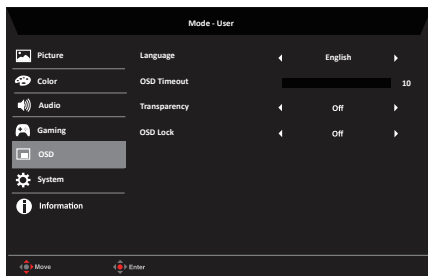 Mode - User
Picture
Color
Audio
Gaming
OSD
System
Information
Language English
OSD Timeout 10
Transparency Off
OSD Lock Off
Move Enter